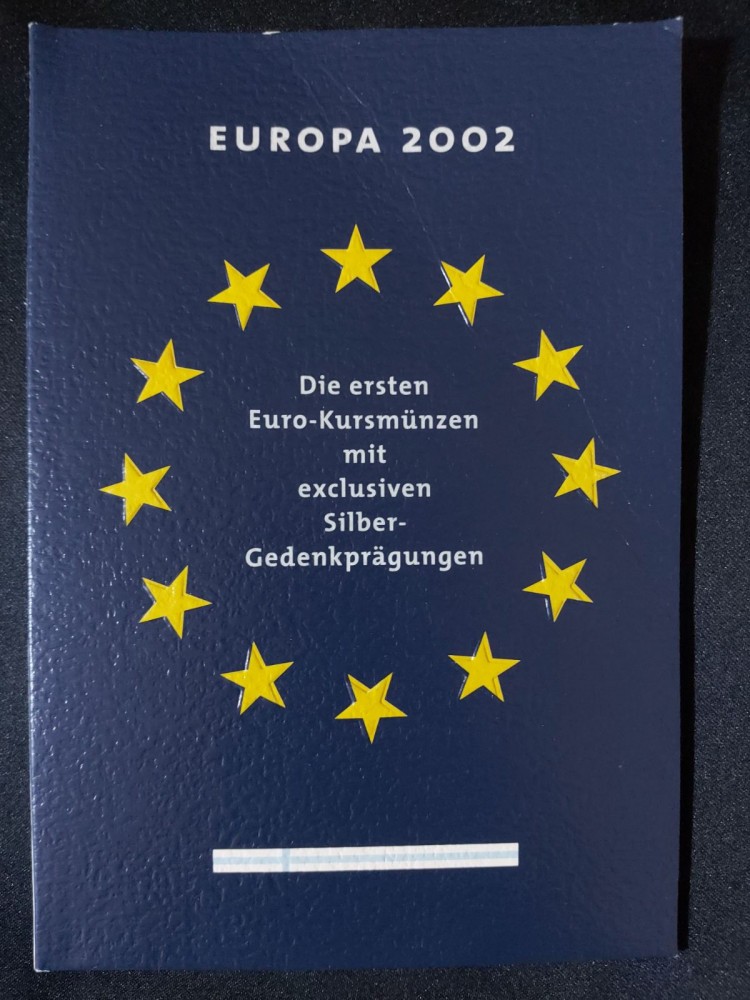 EUROPA 2002
Die ersten
Euro-Kursmünzen
mit
exclusiven
Silber-
Gedenkprägungen